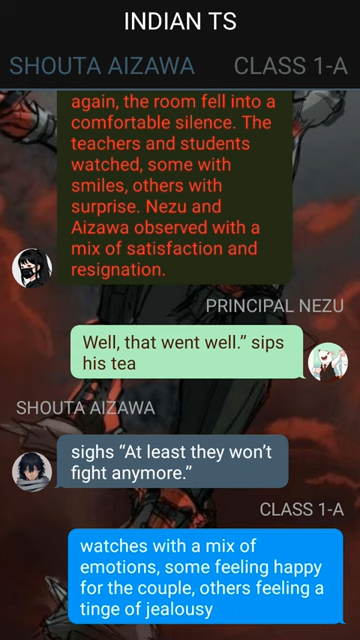 INDIAN TS
SHOUTA AIZAWA CLASS 1-A
again, the room fell into a
comfortable silence. The
teachers and students
watched, some with
smiles, others with
surprise. Nezu and
Aizawa observed with a
mix of satisfaction and
resignation.
PRINCIPAL NEZU
Well, that went well.” sips
his tea
SHOUTA AIZAWA
sighs “At least they won’t
fight anymore.”
CLASS 1-A
watches with a mix of
emotions, some feeling happy
for the couple, others feeling a
tinge of jealousy